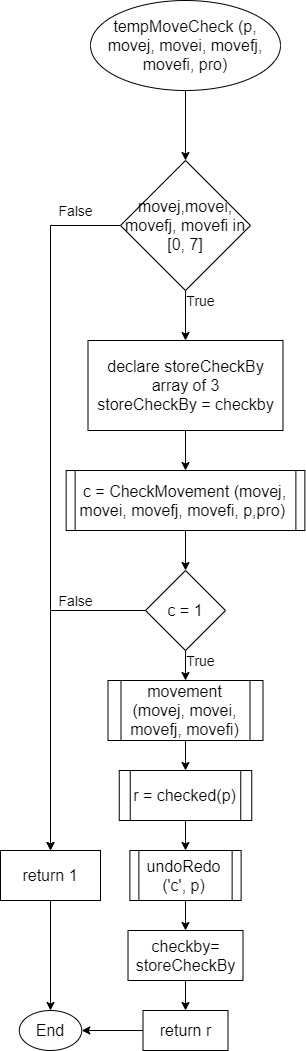 tempMoveCheck (p,
movej, movei, movefj,
movefi, pro)
False
movej,movei,
movefj, movefi in
[0, 7]
True
declare storeCheckBy
array of 3
storeCheckBy = checkby
c = CheckMovement (movej,
movei, movefj, movefi, p,pro)
False
c = 1
True
movement
(movej, movei,
movefj, movefi)
r = checked(p)
undoRedo
('c', p)
return 1
checkby=
storeCheckBy
End
return r